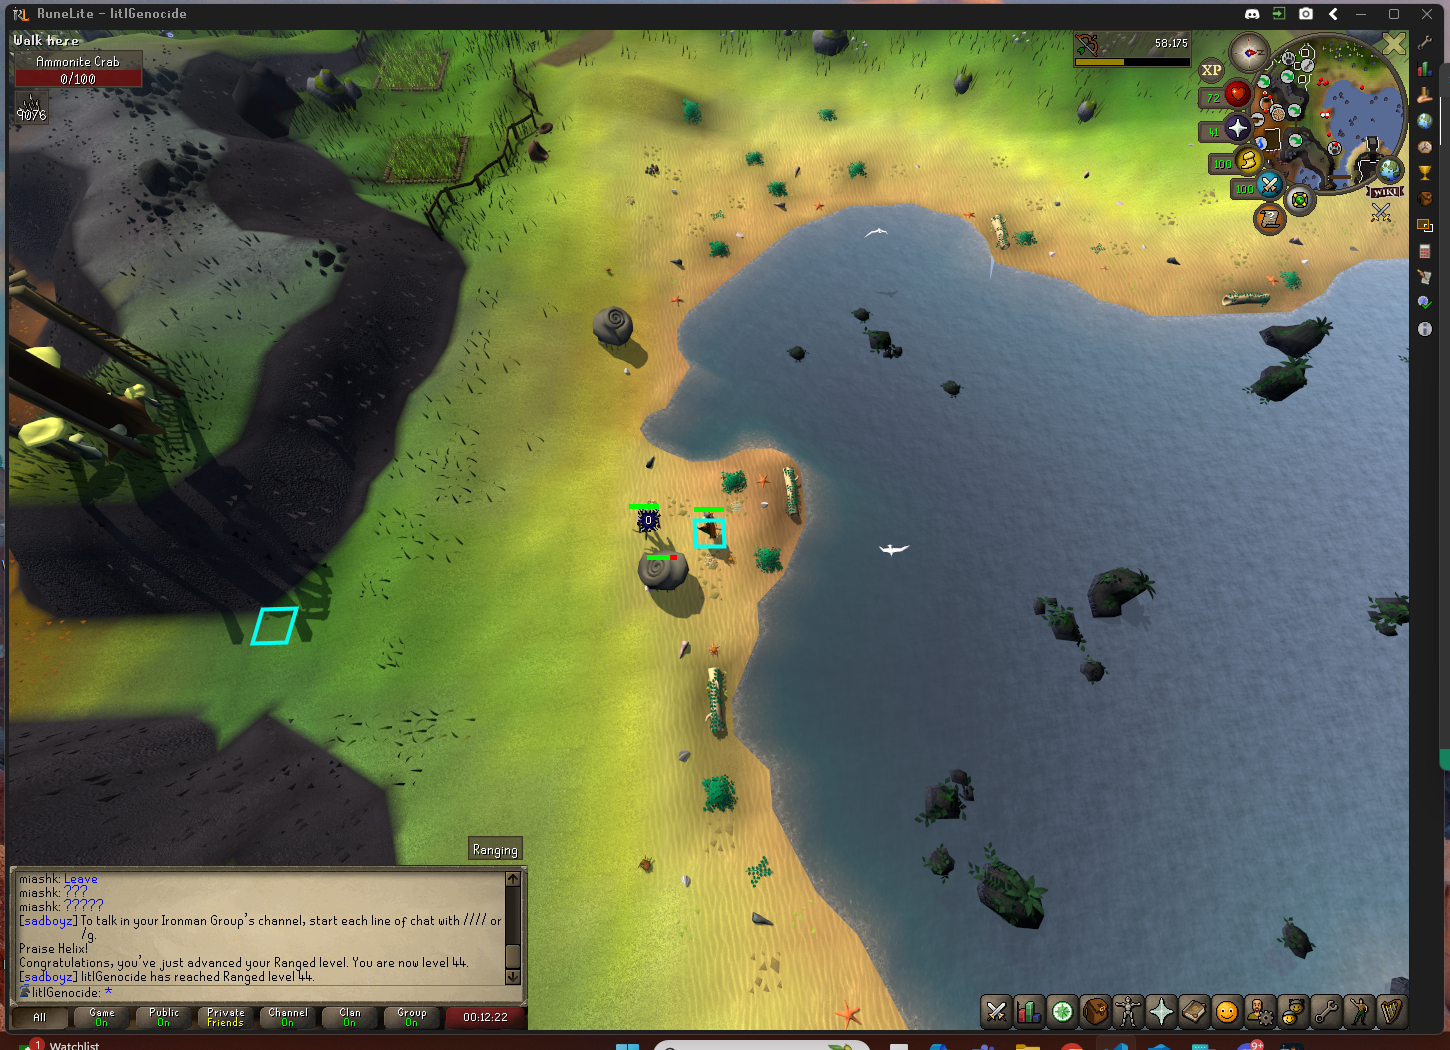 RuneLite - litlGenocide
Walk here
Ammonite Crab
0/100
9076
58,175
XP
72
41
100
100
WIKI
0
Ranging
miashk: Leave
miashk: ???
miashk: ?????
[sadboyz] To talk in your Ironman Group's channel, start each line of chat with //// or
/g.
Praise Helix!
Congratulations, you've just advanced your Ranged level. You are now level 44.
[sadboyz] litlGenocide has reached Ranged level 44.
litlGenocide: *
All
Game
On
Public
On
Private
Friends
Channel
On
Clan
On
Group
On
00:12:22
1
Watchlist
9+